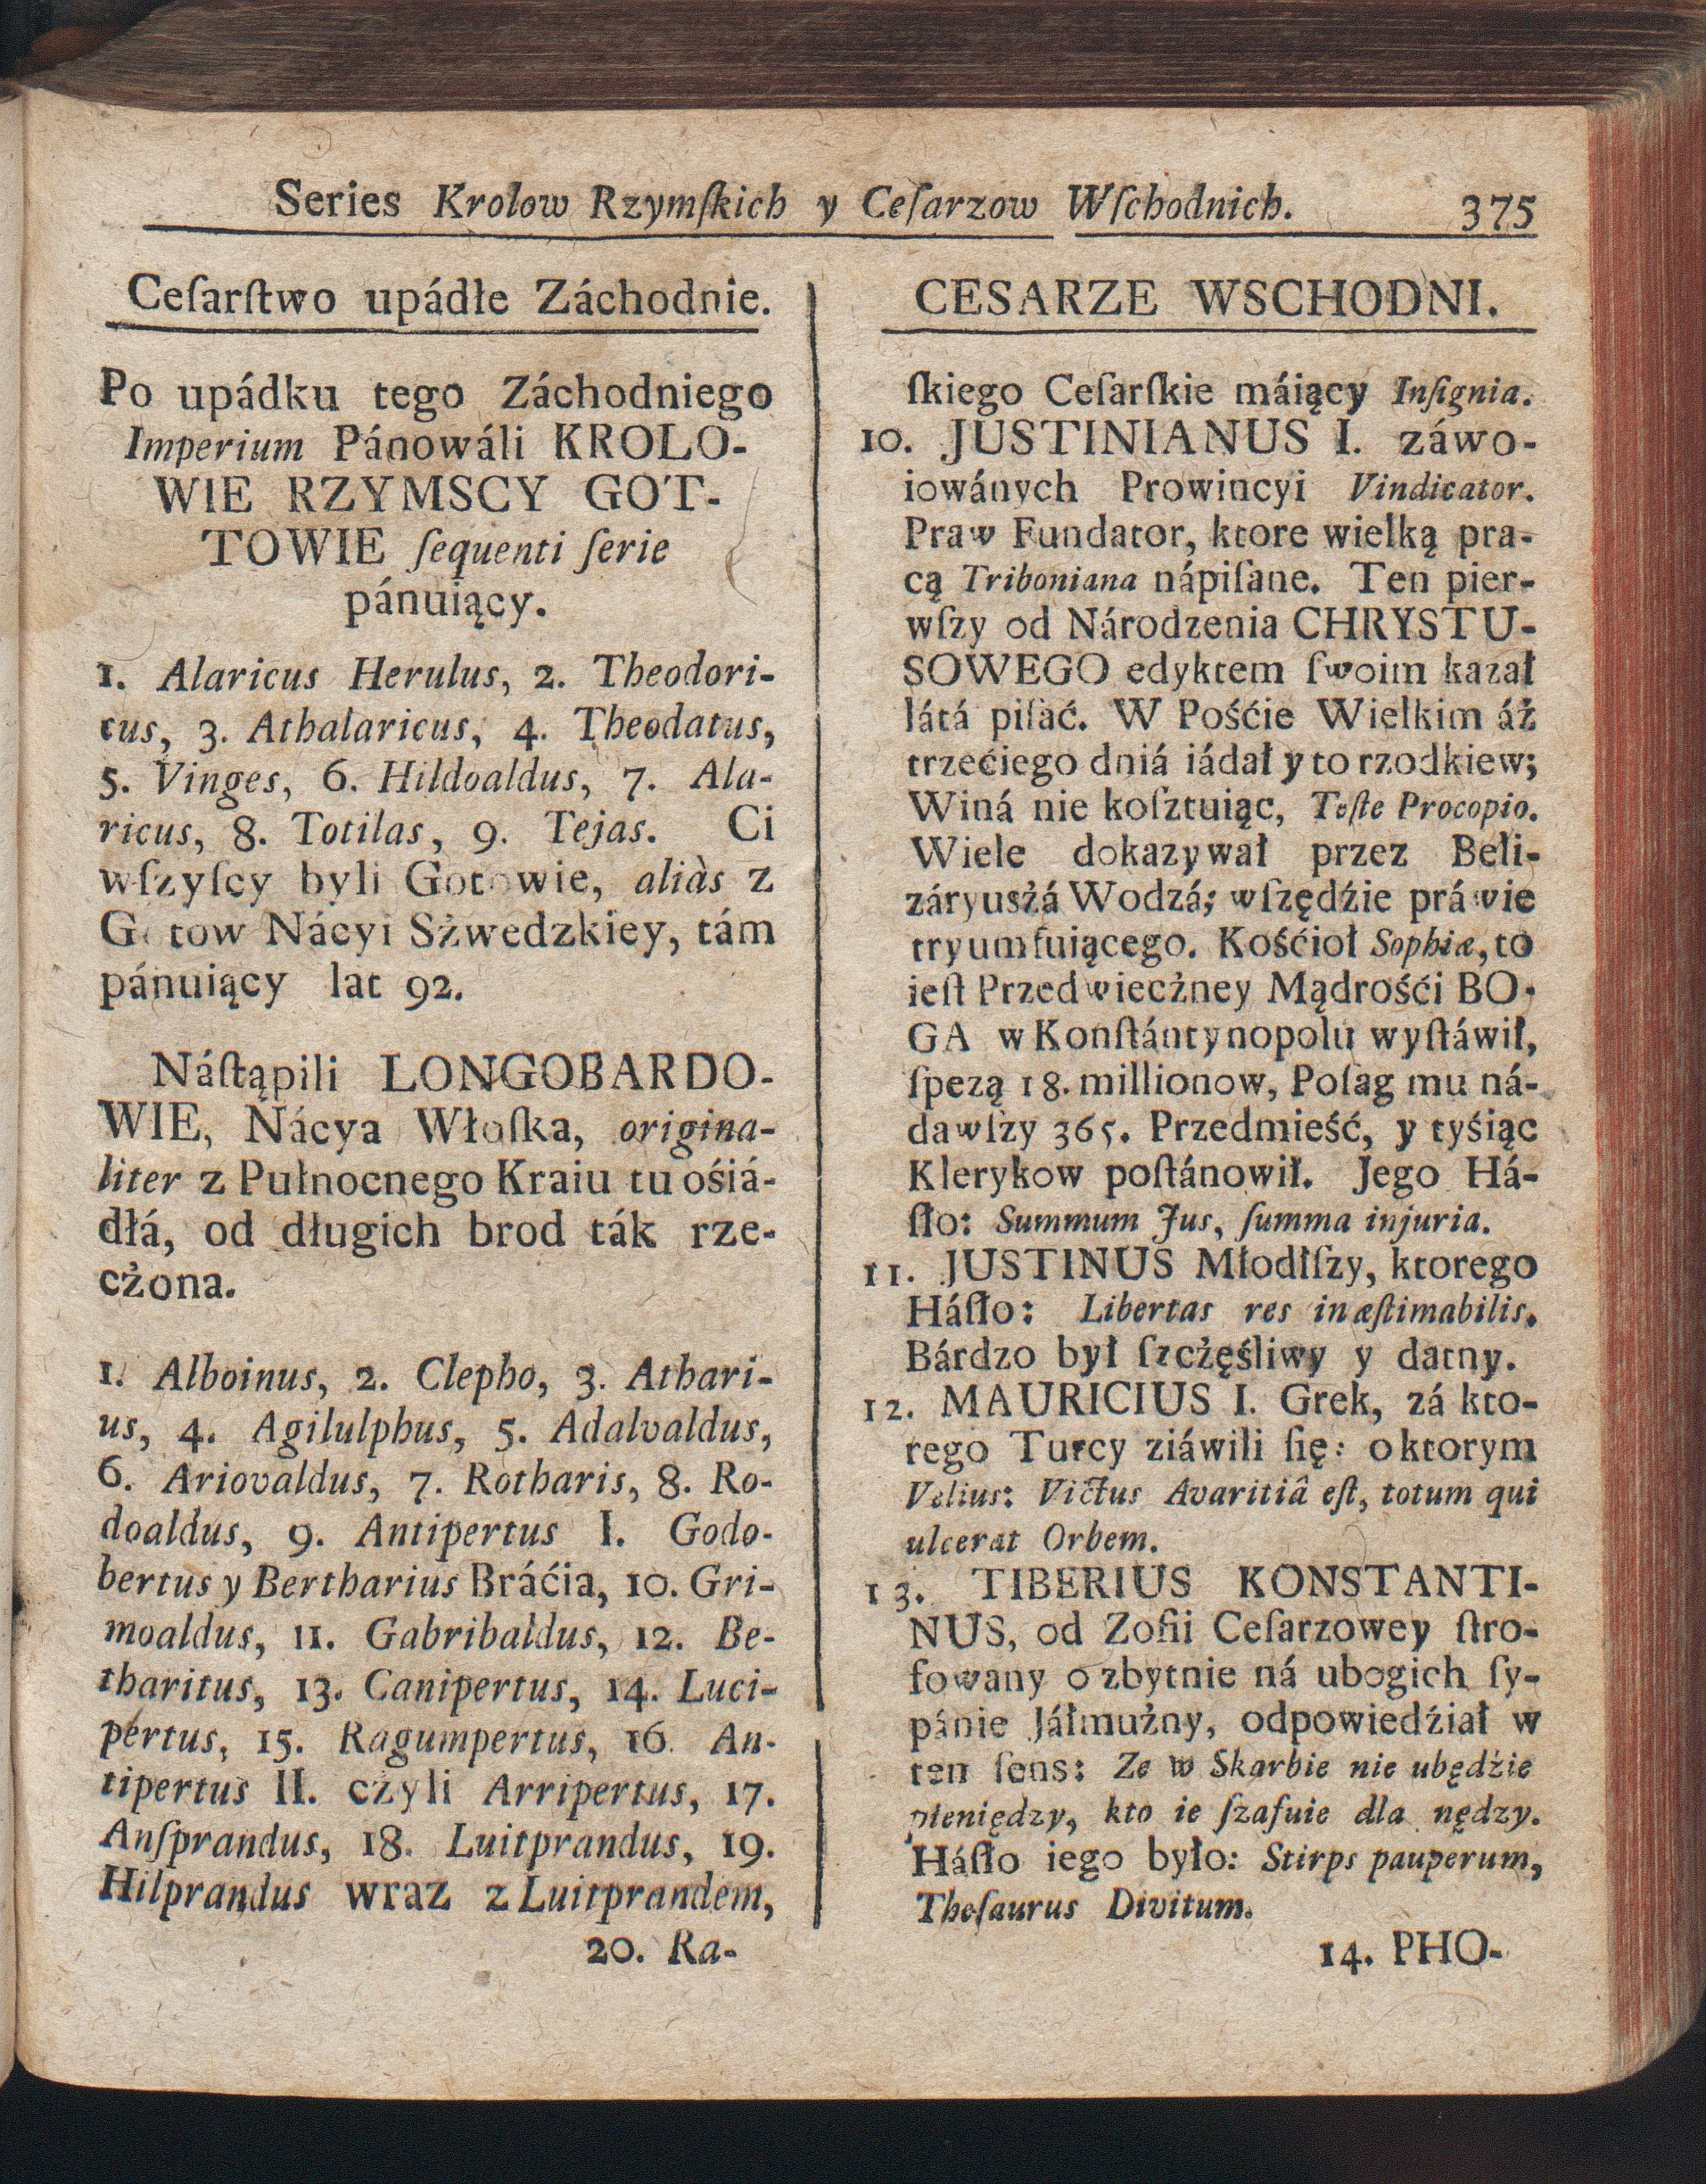 Series Krolow Rzymſkich y Ceſarzow Wſchodnich. 375
Ceſarſtwo upádłe Záchodnie.
Po upádku tego Záchodniego
Imperium Pánowáli KROLO-
WIE RZYMSCY GOT-
TOWIE ſequenti ſerie
pánuiący.
1. Alaricus Herulus, 2. Theodori-
cus, 3. Athalaricus, 4. Theodatus,
5. Vinges, 6. Hildoaldus, 7. Ala-
ricus, 8. Totilas, 9. Tejas. Ci
wſzyſcy byli Gotowie, aliàs z
Gotow Nácyi Sżwedzkiey, tám
pánuiący lat 92.
Náſtąpili LONGOBARDO-
WIE, Nácya Włoſka, origina-
liter z Pułnocnego Kraiu tu ośiá-
dłá, od długich brod ták rze-
cżona.
1. Alboinus, 2. Clepho, 3. Athari-
us, 4. Agilulphus, 5. Adalvaldus,
6. Ariovaldus, 7. Rotharis, 8. Ro-
doaldus, 9. Antipertus I. Godo-
bertus y Bertharius Bráćia, 10. Gri-
moaldus, 11. Gabribaldus, 12. Be-
tharitus, 13. Canipertus, 14. Luci-
pertus, 15. Ragumpertus, 16. An-
tipertus II. cżyli Arripertus, 17.
Anſprandus, 18. Luitprandus, 19.
Hilprandus wraz z Luitprandem,
20. Ra-
CESARZE WSCHODNI.
ſkiego Ceſarſkie máiący Inſignia.
10. JUSTINIANUS I. záwo-
iowánych Prowincyi Vindicator.
Praw Fundator, ktore wielką pra-
cą Triboniana nápiſane. Ten pier-
wſzy od Národzenia CHRYSTU-
SOWEGO edyktem ſwoim kazał
látá piſać. W Pośćie Wielkim áż
trzećiego dniá iádał y to rzodkiew;
Winá nie koſztuiąc, Teſte Procopio.
Wiele dokazywał przez Beli-
záryusżá Wodzá; wſzędźie práwie
tryumfuiącego. Kośćioł Sophiæ, to
ieſt Przedwiecżney Mądrośći BO-
GA w Konſtántynopolu wyſtáwił,
ſpezą 18. millionow, Poſag mu ná-
dawſzy 365. Przedmieść, y tyśiąc
Klerykow poſtánowił. Jego Há-
ſło: Summum Jus, ſumma injuria.
11. JUSTINUS Młodſſzy, ktorego
Háſło: Libertas res inæſtimabilis.
Bárdzo był ſzcżęśliwy y datny.
12. MAURICIUS I. Grek, zá kto-
rego Turcy ziáwili ſię: o ktorym
Velius: Victus Avaritiâ eſt, totum qui
ulcerat Orbem.
13. TIBERIUS KONSTANTI-
NUS, od Zofii Ceſarzowey ſtro-
fowany o zbytnie ná ubogich ſy-
pánie Jáłmużny, odpowiedźiał w
ten ſens: Ze w Skarbie nie ubędźie
pieniędzy, kto ie ſzafuie dla nędzy.
Háſło iego było: Stirps pauperum,
Theſaurus Divitum.
14. PHO-